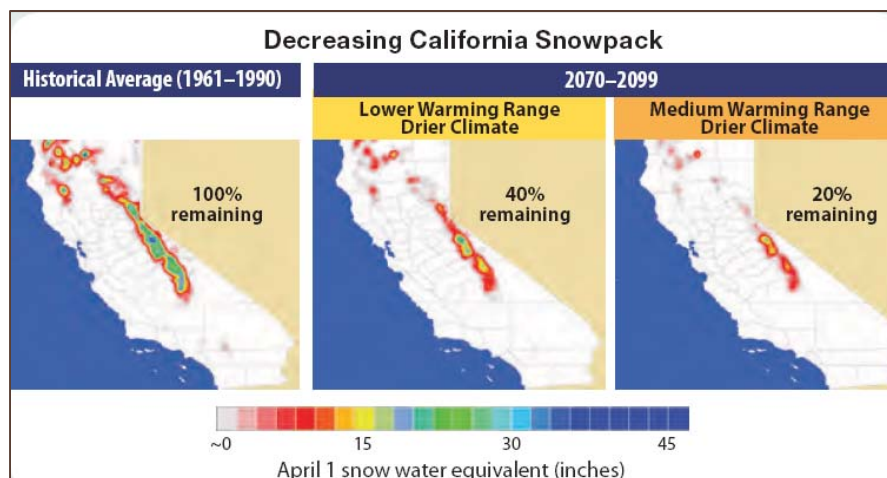 Decreasing California Snowpack
Historical Average (1961–1990)
2070–2099
Lower Warming Range
Drier Climate
Medium Warming Range
Drier Climate
100%
remaining
40%
remaining
20%
remaining
~0
15
30
45
April 1 snow water equivalent (inches)